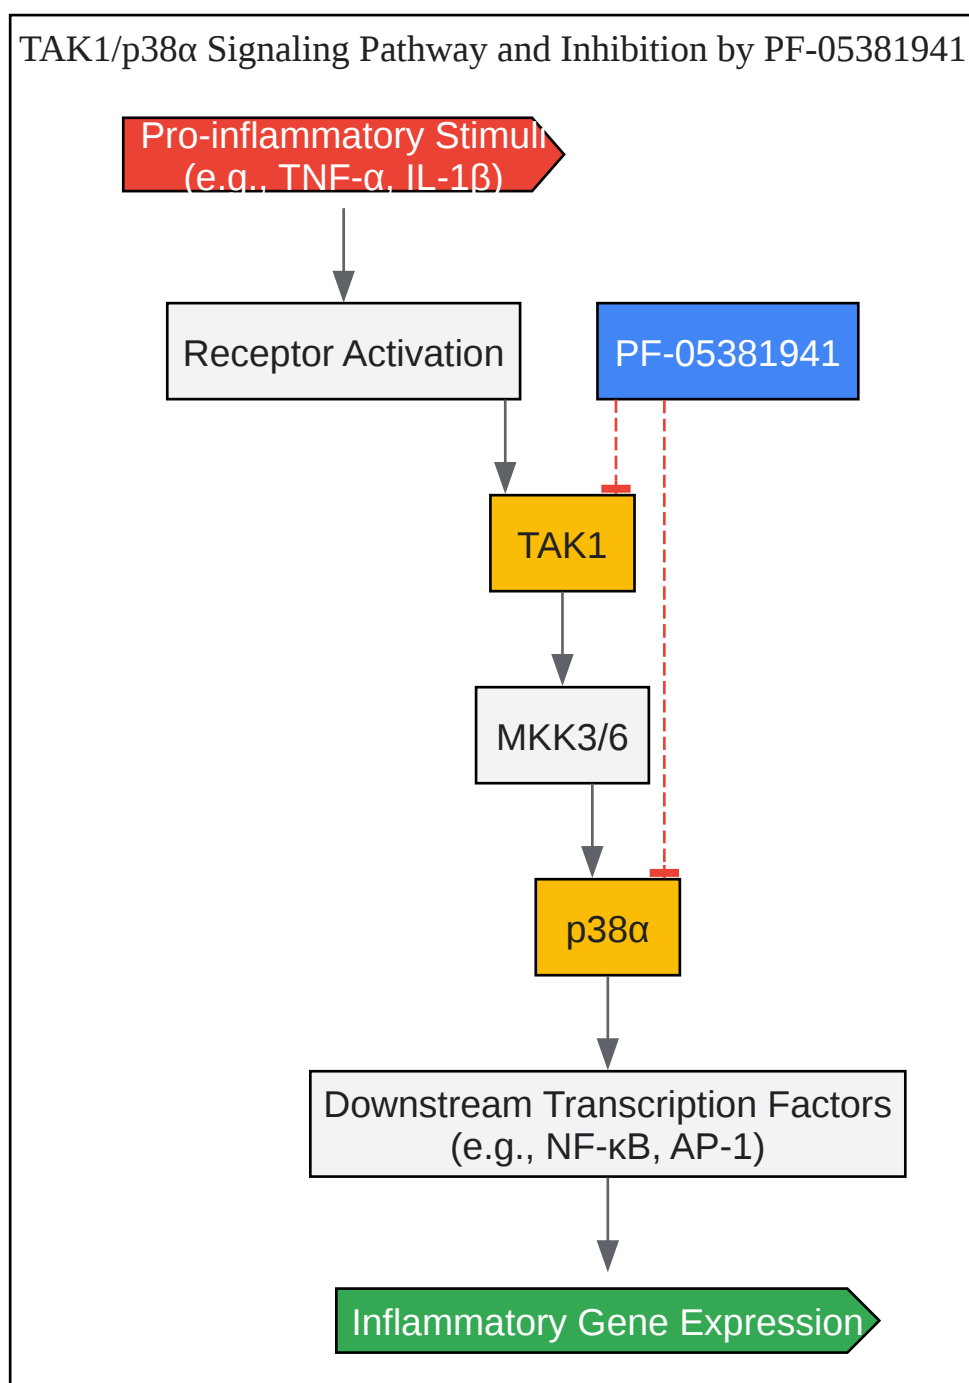 TAK1/p38α Signaling Pathway and Inhibition by PF-05381941
Pro-inflammatory Stimuli
(e.g., TNF-α, IL-1β)
Receptor Activation
PF-05381941
TAK1
MKK3/6
p38α
Downstream Transcription Factors
(e.g., NF-κB, AP-1)
Inflammatory Gene Expression